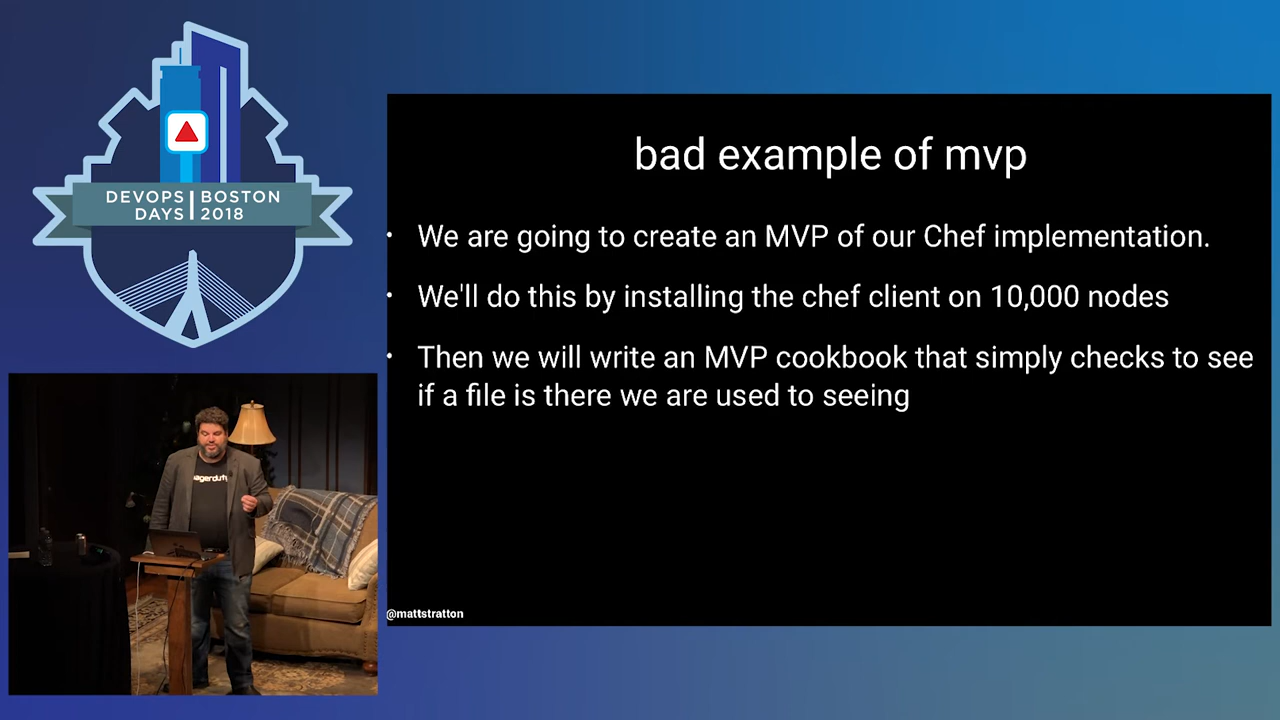 DEVOPS BOSTON
DAYS 2018
bad example of mvp
• We are going to create an MVP of our Chef implementation.
• We'll do this by installing the chef client on 10,000 nodes
• Then we will write an MVP cookbook that simply checks to see
if a file is there we are used to seeing
@mattstratton
agerduty